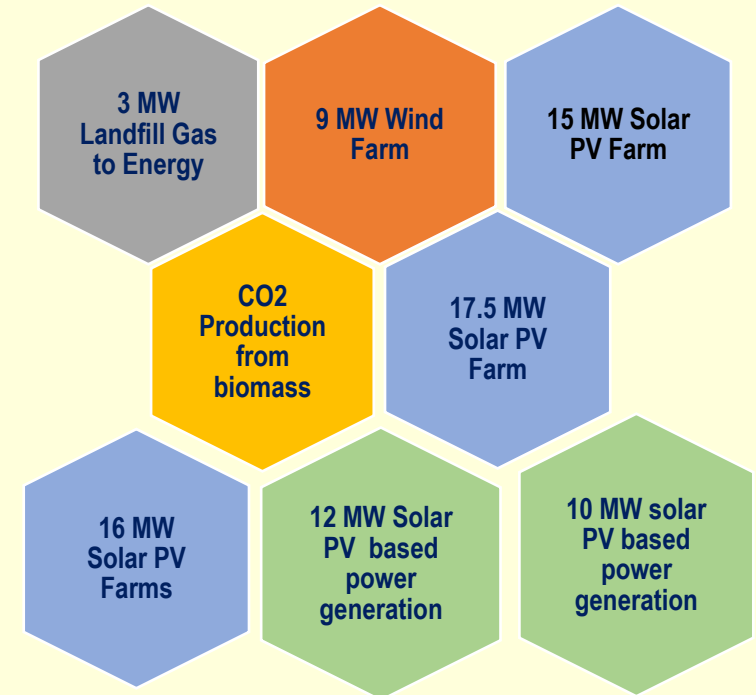 3 MW
Landfill Gas
to Energy
9 MW Wind
Farm
15 MW Solar
PV Farm
CO2
Production
from
biomass
17.5 MW
Solar PV
Farm
16 MW
Solar PV
Farms
12 MW Solar
PV based
power
generation
10 MW solar
PV based
power
generation